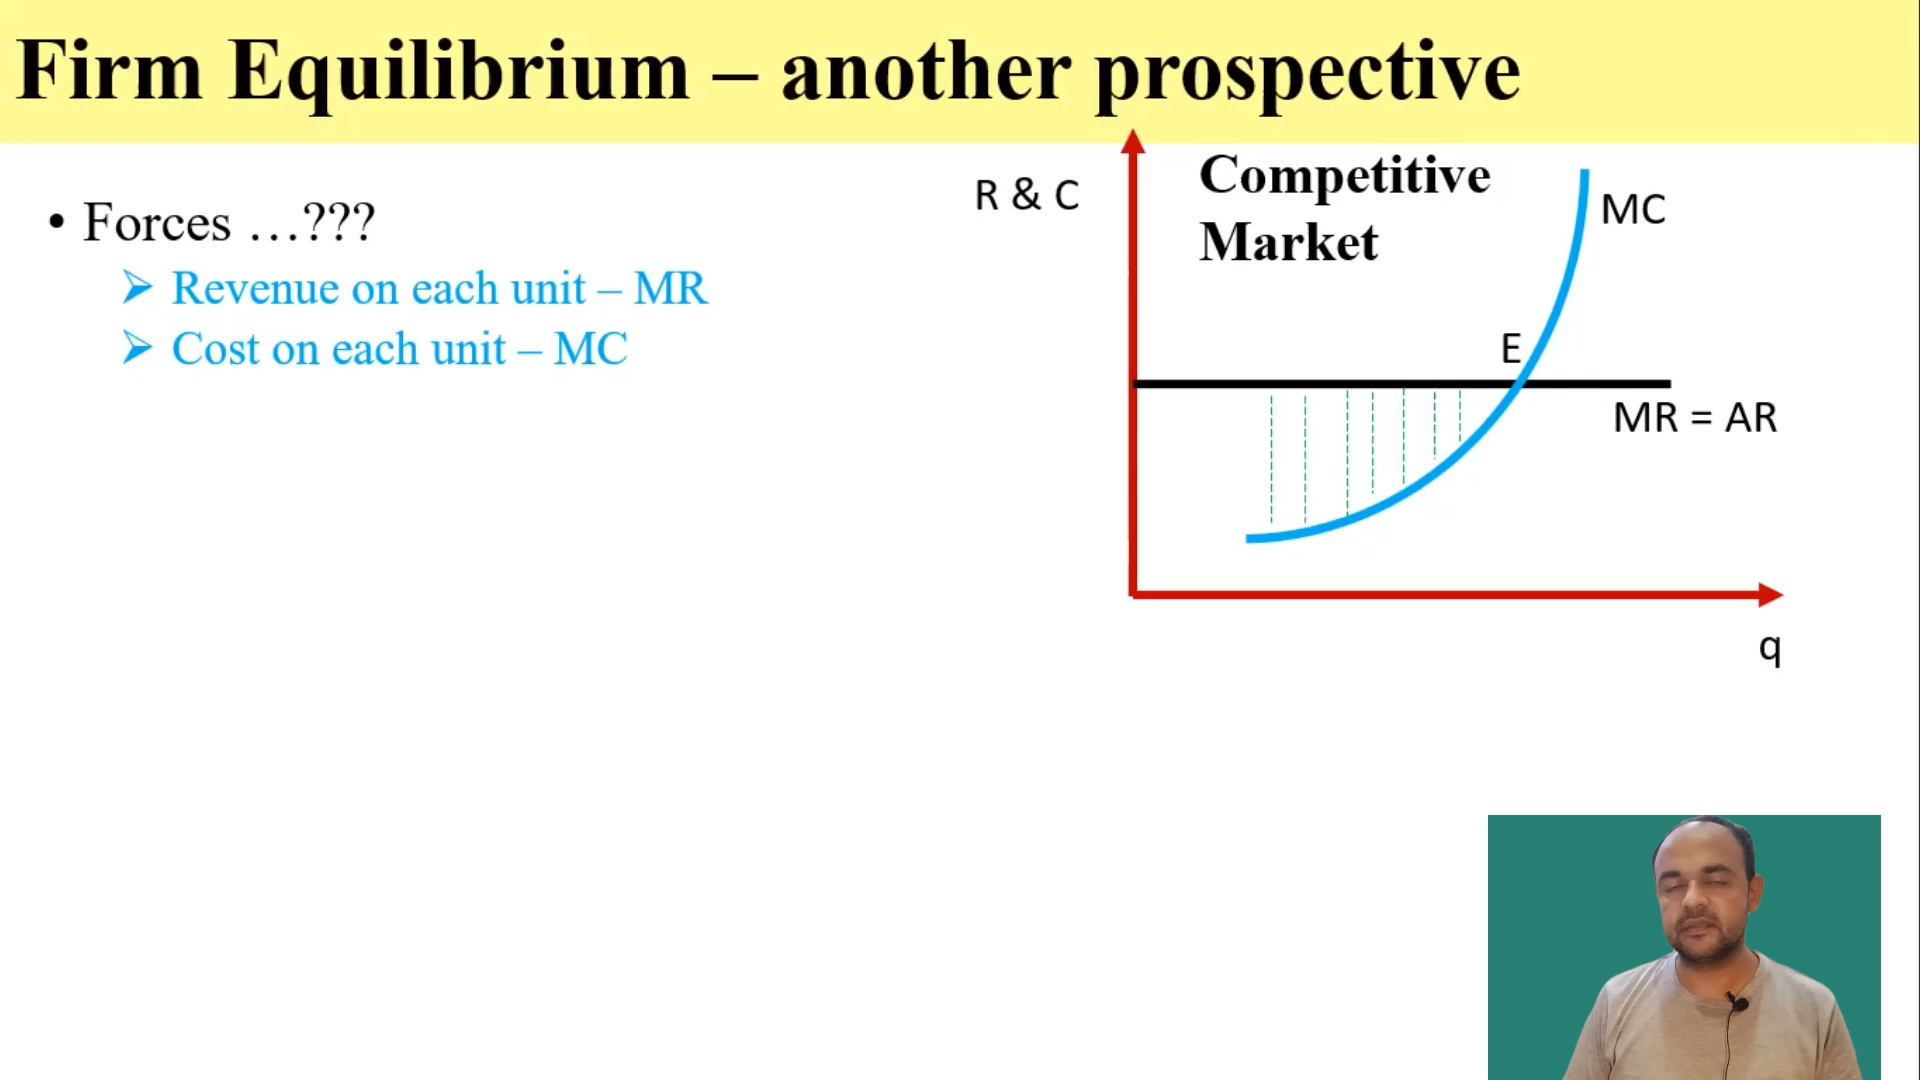 Firm Equilibrium – another prospective
• Forces …???
➢ Revenue on each unit – MR
➢ Cost on each unit – MC
R & C
Competitive
Market
MC
E
MR = AR
q